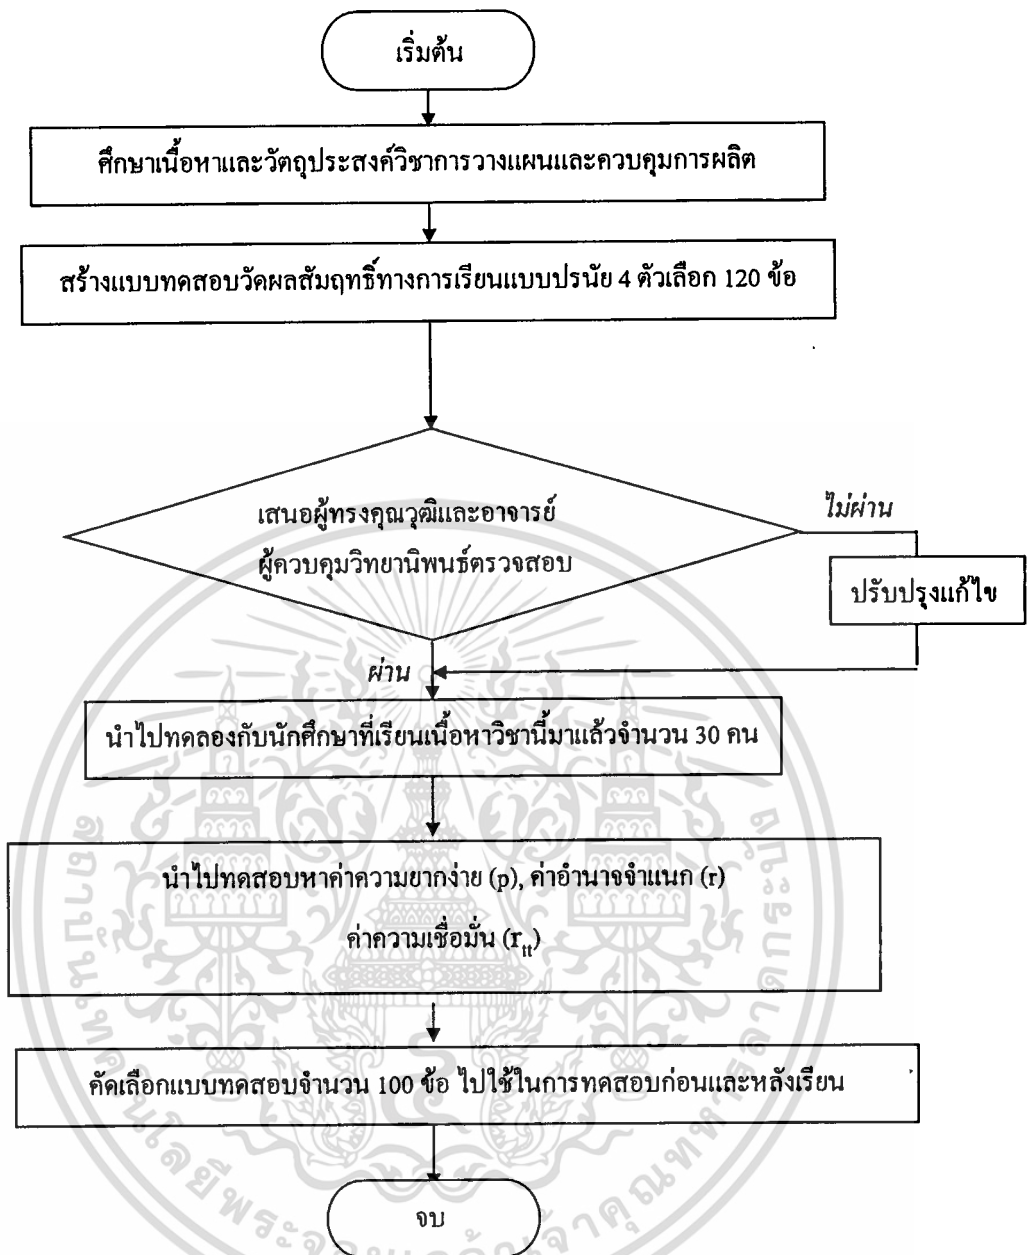 เริ่มต้น
ศึกษาเนื้อหาและวัตถุประสงค์วิชาการวางแผนและควบคุมการผลิต
สร้างแบบทดสอบวัดผลสัมฤทธิ์ทางการเรียนแบบปรนัย 4 ตัวเลือก 120 ข้อ
เสนอผู้ทรงคุณวุฒิและอาจารย์
ผู้ควบคุมวิทยานิพนธ์ตรวจสอบ
ไม่ผ่าน
ปรับปรุงแก้ไข
ผ่าน
นำไปทดลองกับนักศึกษาที่เรียนเนื้อหาวิชานี้มาแล้วจำนวน 30 คน
นำไปทดสอบหาค่าความยากง่าย (p), ค่าอำนาจจำแนก (r)
ค่าความเชื่อมั่น (r_tt)
คัดเลือกแบบทดสอบจำนวน 100 ข้อ ไปใช้ในการทดสอบก่อนและหลังเรียน
จบ